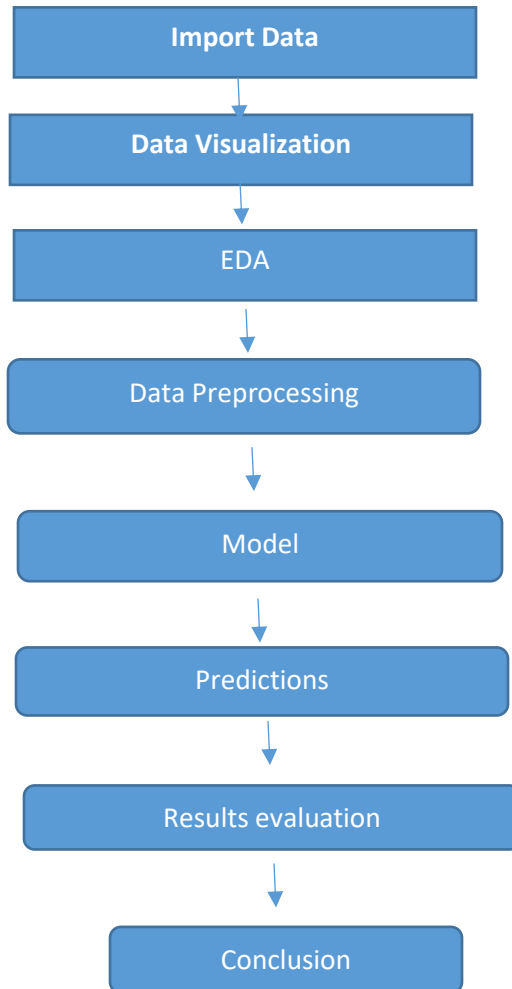 Import Data
Data Visualization
EDA
Data Preprocessing
Model
Predictions
Results evaluation
Conclusion